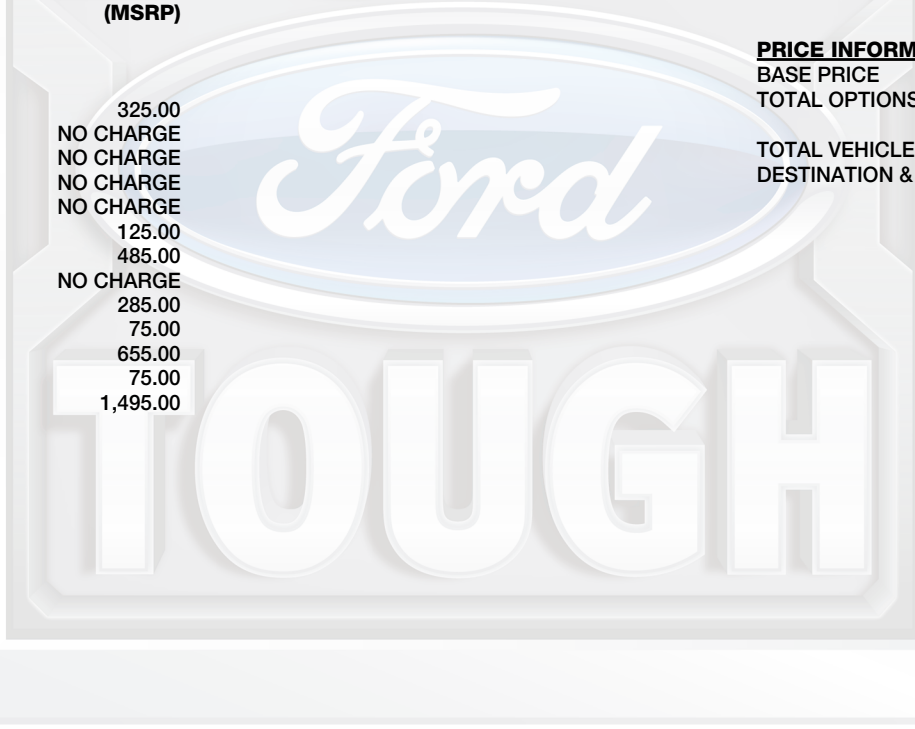 (MSRP)
325.00
NO CHARGE
NO CHARGE
NO CHARGE
NO CHARGE
125.00
485.00
NO CHARGE
285.00
75.00
655.00
75.00
1,495.00
PRICE INFORM
BASE PRICE
TOTAL OPTIONS
TOTAL VEHICLE
DESTINATION &
Ford
TOUGH